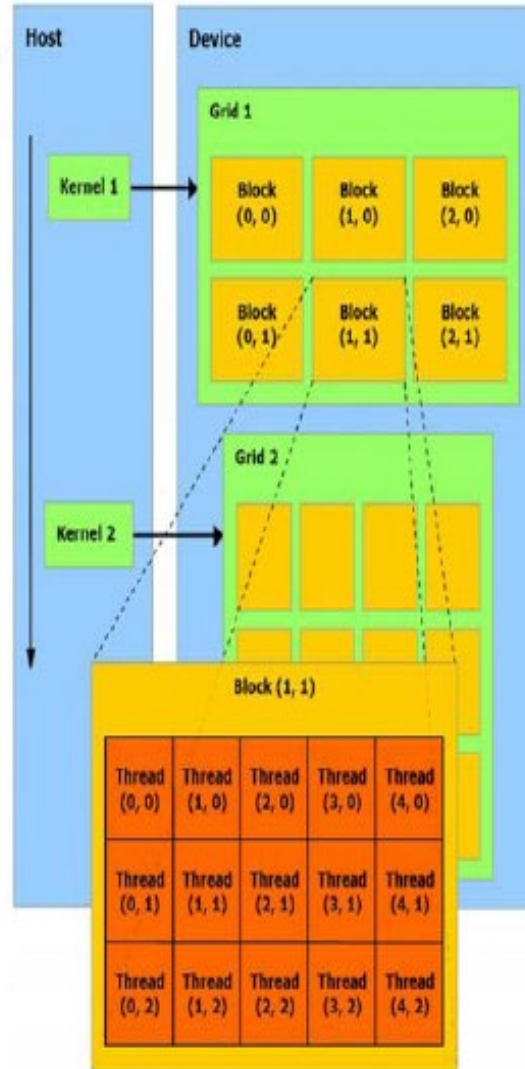 Host
Device
Grid 1
Kernel 1
Block
(0, 0)
Block
(1, 0)
Block
(2, 0)
Block
(0, 1)
Block
(1, 1)
Block
(2, 1)
Grid 2
Kernel 2
Block (1, 1)
Thread
(0, 0)
Thread
(1, 0)
Thread
(2, 0)
Thread
(3, 0)
Thread
(4, 0)
Thread
(0, 1)
Thread
(1, 1)
Thread
(2, 1)
Thread
(3, 1)
Thread
(4, 1)
Thread
(0, 2)
Thread
(1, 2)
Thread
(2, 2)
Thread
(3, 2)
Thread
(4, 2)